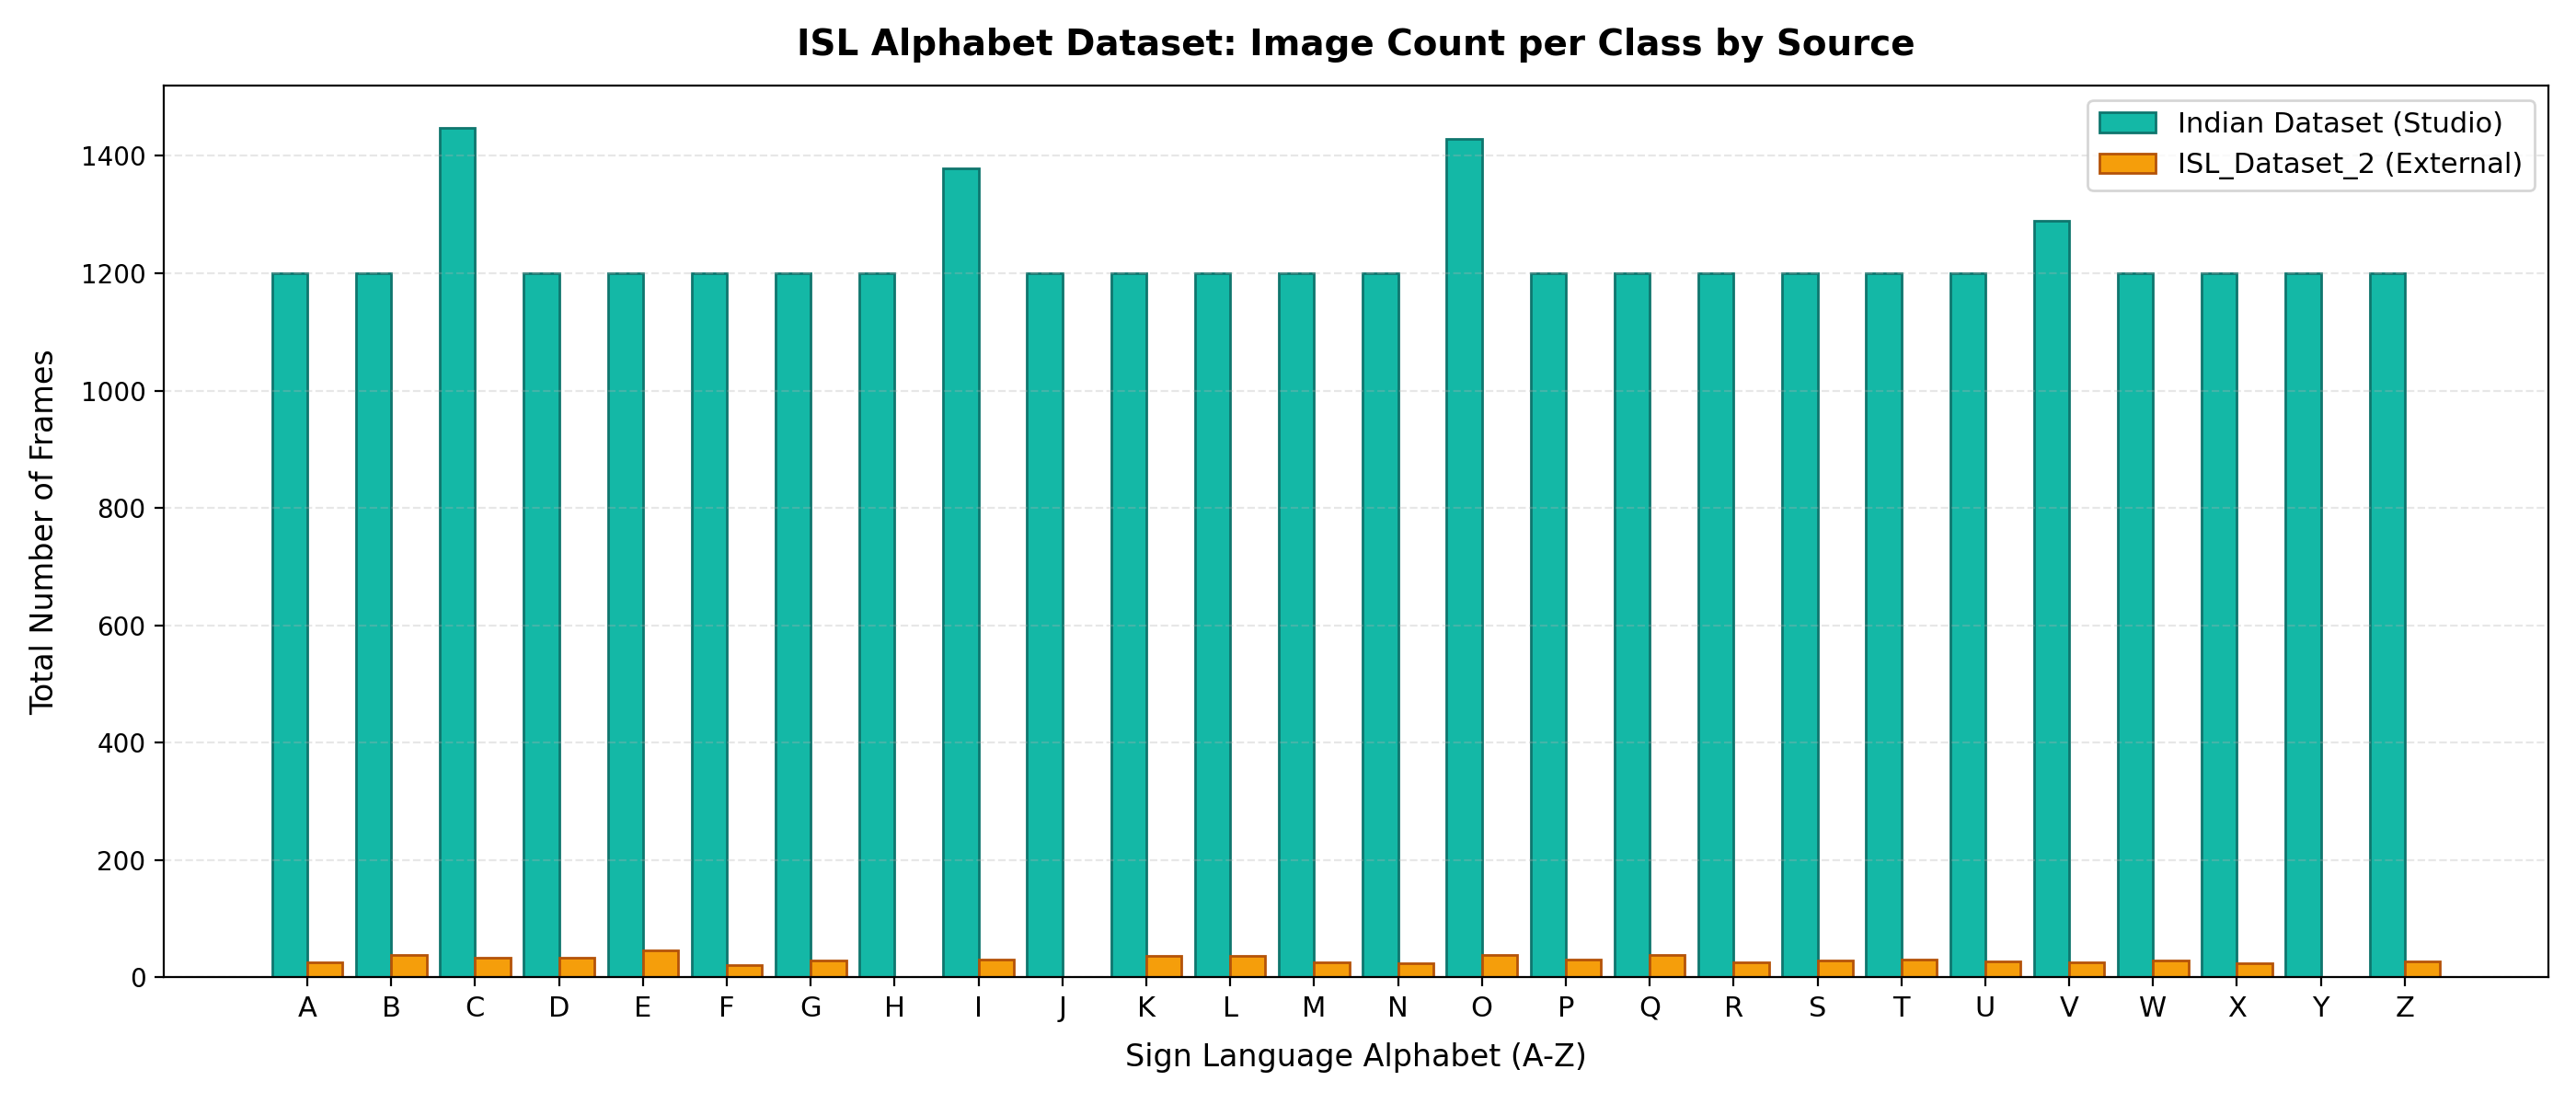 ISL Alphabet Dataset: Image Count per Class by Source
Indian Dataset (Studio)
ISL_Dataset_2 (External)
Total Number of Frames
1400
1200
1000
800
600
400
200
0
A B C D E F G H I J K L M N O P Q R S T U V W X Y Z
Sign Language Alphabet (A-Z)